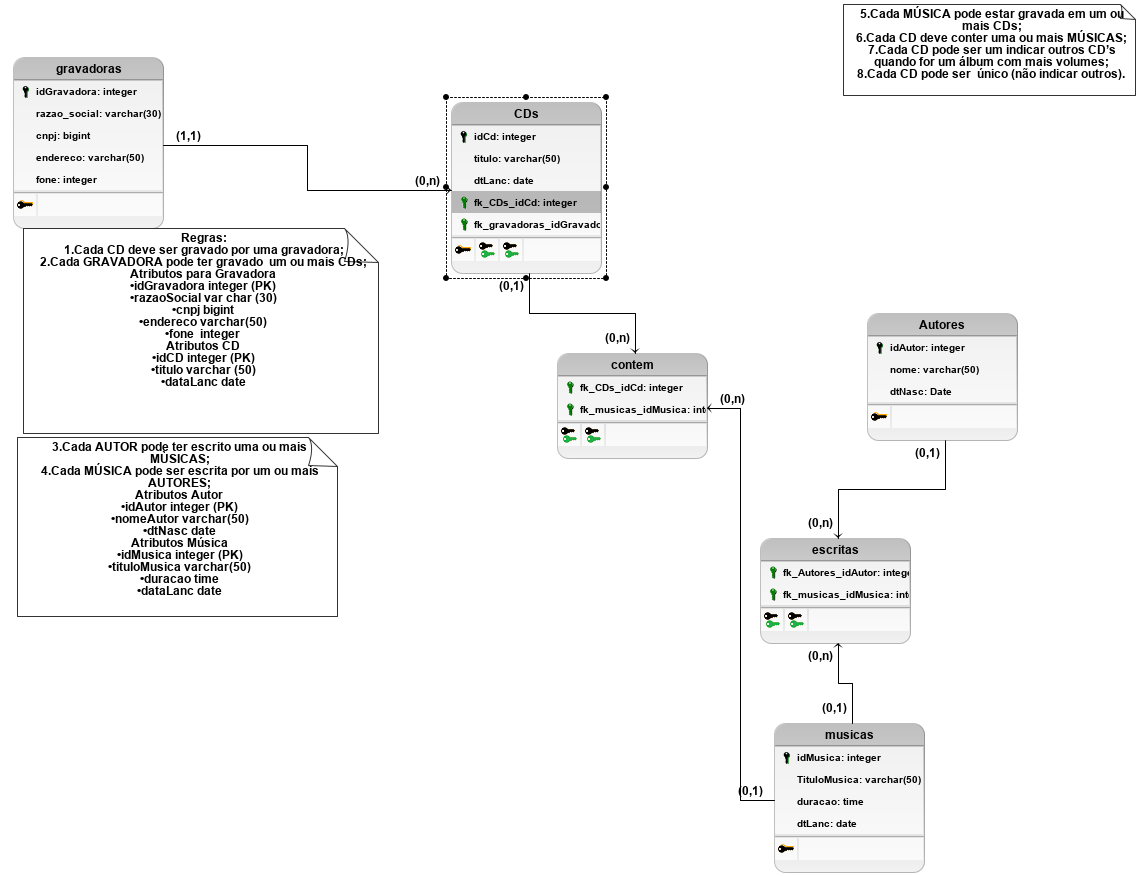 5.Cada MÚSICA pode estar gravada em um ou
mais CDs;
6.Cada CD deve conter uma ou mais MÚSICAS;
7.Cada CD pode ser um indicar outros CD's
quando for um álbum com mais volumes;
8.Cada CD pode ser  único (não indicar outros).
gravadoras
idGravadora: integer
razao_social: varchar(30)
cnpj: bigint
endereco: varchar(50)
fone: integer
(1,1)
(0,n)
CDs
idCd: integer
titulo: varchar(50)
dtLanc: date
fk_CDs_idCd: integer
fk_gravadoras_idGravado
(0,1)
(0,n)
Regras:
1.Cada CD deve ser gravado por uma gravadora;
2.Cada GRAVADORA pode ter gravado  um ou mais CDs;
Atributos para Gravadora
•idGravadora integer (PK)
•razaoSocial var char (30)
•cnpj bigint
•endereco varchar(50)
•fone  integer
Atributos CD
•idCD integer (PK)
•titulo varchar (50)
•dataLanc date
contem
fk_CDs_idCd: integer
fk_musicas_idMusica: int
(0,n)
Autores
idAutor: integer
nome: varchar(50)
dtNasc: Date
(0,1)
(0,n)
3.Cada AUTOR pode ter escrito uma ou mais
MÚSICAS;
4.Cada MÚSICA pode ser escrita por um ou mais
AUTORES;
Atributos Autor
•idAutor integer (PK)
•nomeAutor varchar(50)
•dtNasc date
Atributos Música
•idMusica integer (PK)
•tituloMusica varchar(50)
•duracao time
•dataLanc date
escritas
fk_Autores_idAutor: intege
fk_musicas_idMusica: int
(0,n)
(0,1)
musicas
idMusica: integer
TituloMusica: varchar(50)
duracao: time
dtLanc: date
(0,1)